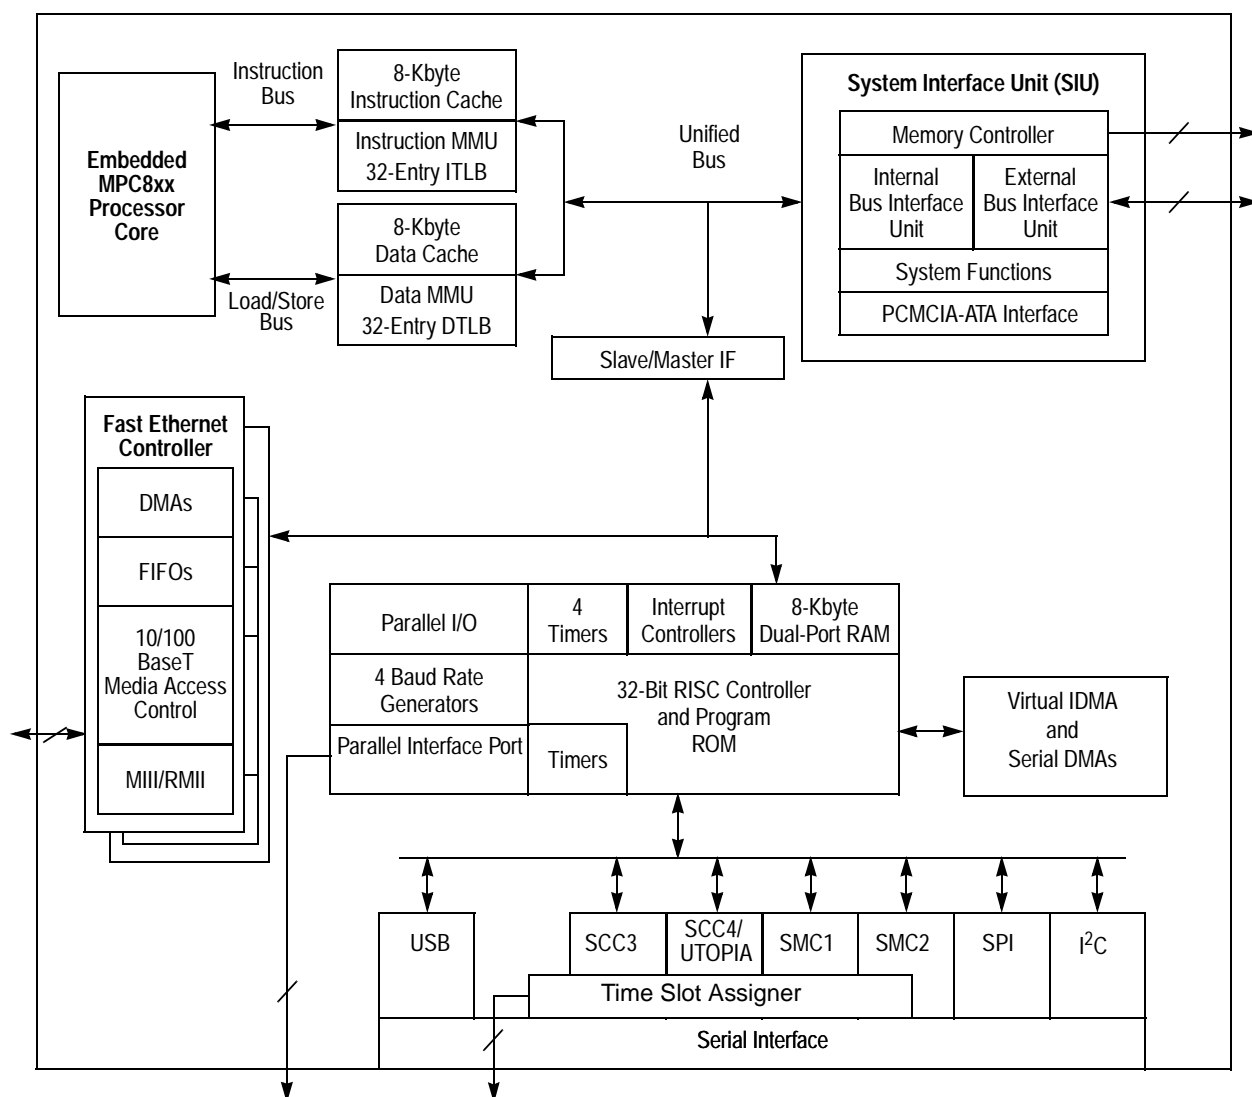 Instruction
Bus
8-Kbyte
Instruction Cache
Instruction MMU
32-Entry ITLB
Embedded
MPC8xx
Processor
Core
8-Kbyte
Data Cache
Data MMU
32-Entry DTLB
Load/Store
Bus
Unified
Bus
System Interface Unit (SIU)
Memory Controller
Internal
Bus Interface
Unit
External
Bus Interface
Unit
System Functions
PCMCIA-ATA Interface
Slave/Master IF
Fast Ethernet
Controller
DMAs
FIFOs
10/100
BaseT
Media Access
Control
MIII/RMII
Parallel I/O
4
Timers
Interrupt
Controllers
8-Kbyte
Dual-Port RAM
4 Baud Rate
Generators
32-Bit RISC Controller
and Program
ROM
Parallel Interface Port
Timers
Virtual IDMA
and
Serial DMAs
USB
SCC3
SCC4/
UTOPIA
SMC1
SMC2
SPI
I²C
Time Slot Assigner
Serial Interface